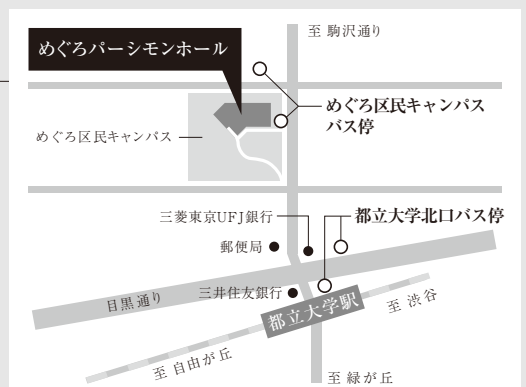 至 駒沢通り
めぐろパーシモンホール
めぐろ区民キャンパス
バス停
めぐろ区民キャンパス
三菱東京UFJ銀行
都立大学北口バス停
郵便局
目黒通り
三井住友銀行
都立大学駅
至 渋谷
至 自由が丘
至 緑が丘